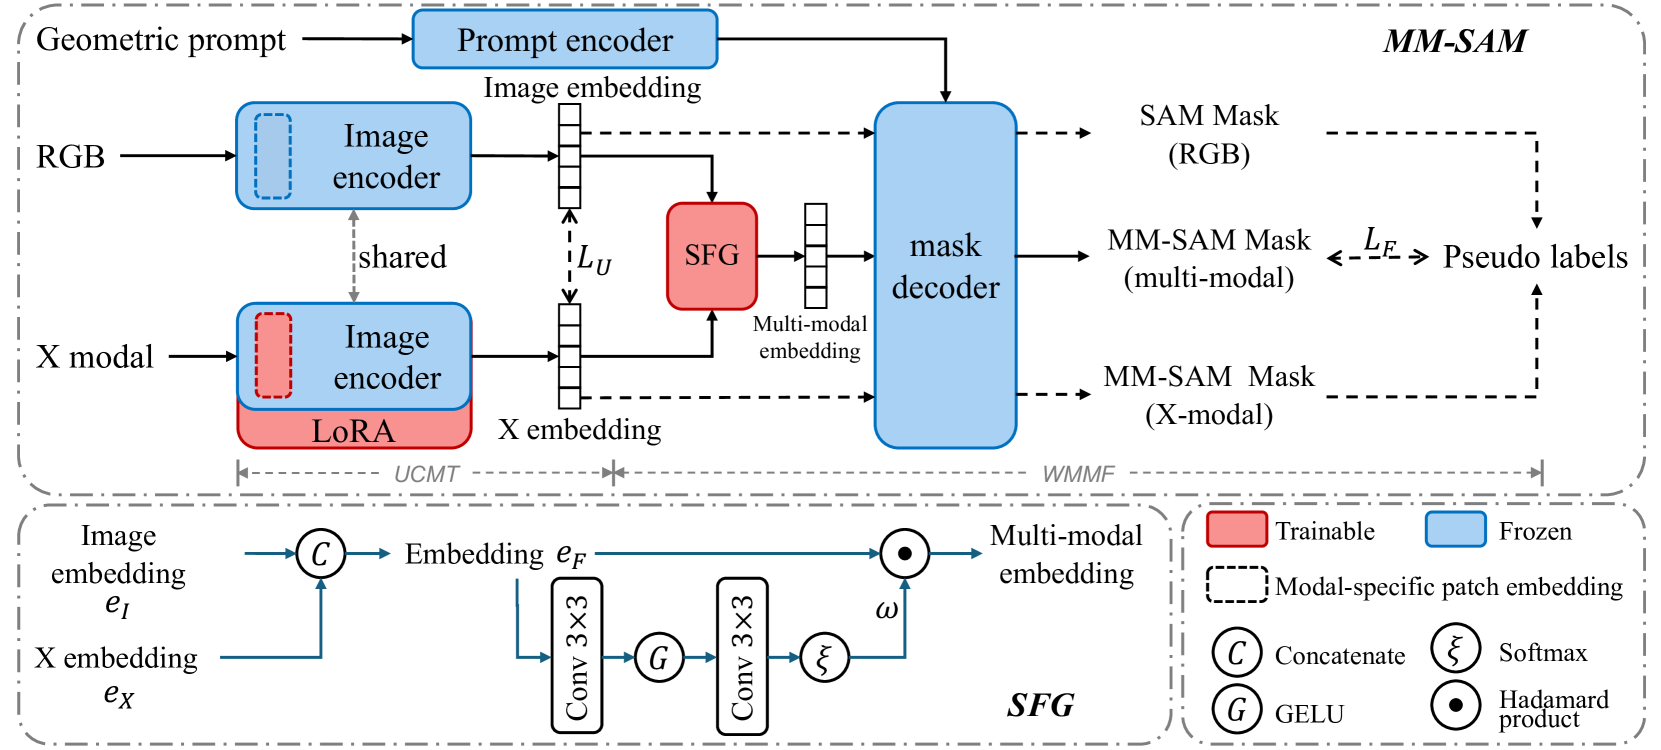 Geometric prompt
Prompt encoder
MM-SAM
Image embedding
RGB
Image
encoder
SAM Mask
(RGB)
shared
L_U
SFG
mask
decoder
MM-SAM Mask
(multi-modal)
L_F
Pseudo labels
Multi-modal
embedding
X modal
Image
encoder
LoRA
X embedding
MM-SAM Mask
(X-modal)
UCMT
WMMF
Image
embedding
e_I
C
Embedding e_F
Multi-modal
embedding
X embedding
e_X
Conv 3×3
G
Conv 3×3
ξ
ω
SFG
Trainable
Frozen
Modal-specific patch embedding
C
Concatenate
ξ
Softmax
G
GELU
Hadamard
product